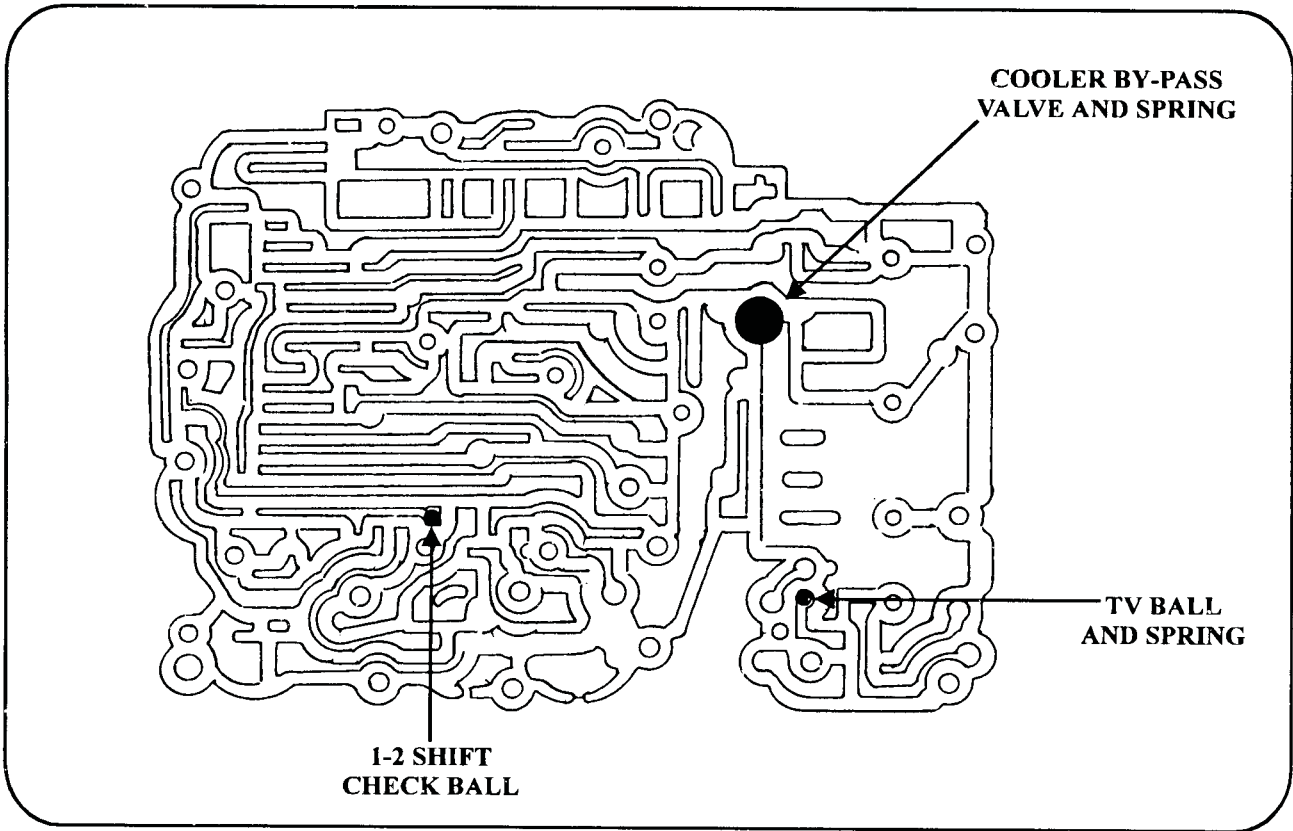 COOLER BY-PASS
VALVE AND SPRING
TV BALL
AND SPRING
1-2 SHIFT
CHECK BALL